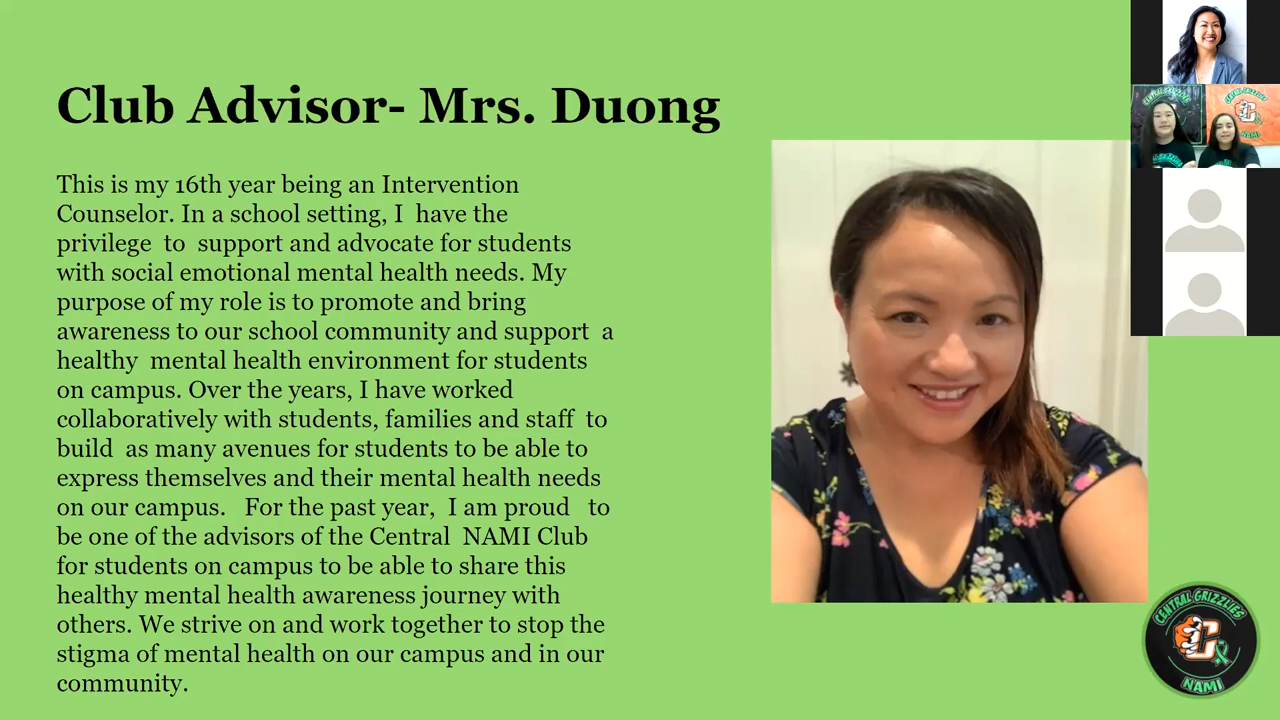 Club Advisor- Mrs. Duong
This is my 16th year being an Intervention
Counselor. In a school setting, I have the
privilege to support and advocate for students
with social emotional mental health needs. My
purpose of my role is to promote and bring
awareness to our school community and support a
healthy mental health environment for students
on campus. Over the years, I have worked
collaboratively with students, families and staff to
build as many avenues for students to be able to
express themselves and their mental health needs
on our campus. For the past year, I am proud to
be one of the advisors of the Central NAMI Club
for students on campus to be able to share this
healthy mental health awareness journey with
others. We strive on and work together to stop the
stigma of mental health on our campus and in our
community.
CENTRAL GRIZZLIES
C
NAMI
CENTRAL GRIZZLIES
C
NAMI